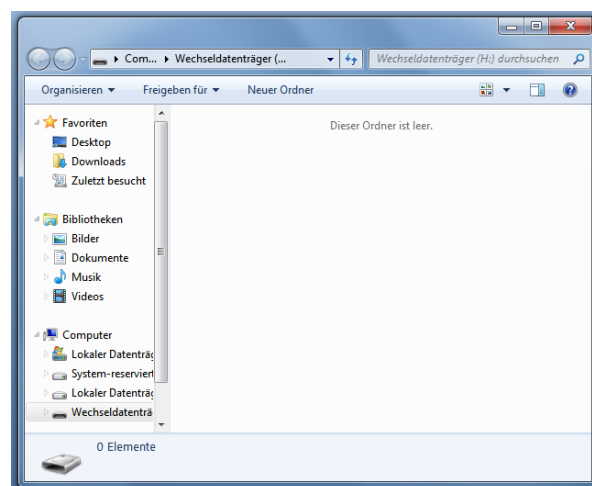 Com... Wechseldatenträger (...
Wechseldatenträger (H:) durchsuchen
Organisieren Freigeben für Neuer Ordner
Favoriten
Desktop
Downloads
Zuletzt besucht
Bibliotheken
Bilder
Dokumente
Musik
Videos
Computer
Lokaler Datenträg
System-reserviert
Lokaler Datenträg
Wechseldatenträ
Dieser Ordner ist leer.
0 Elemente